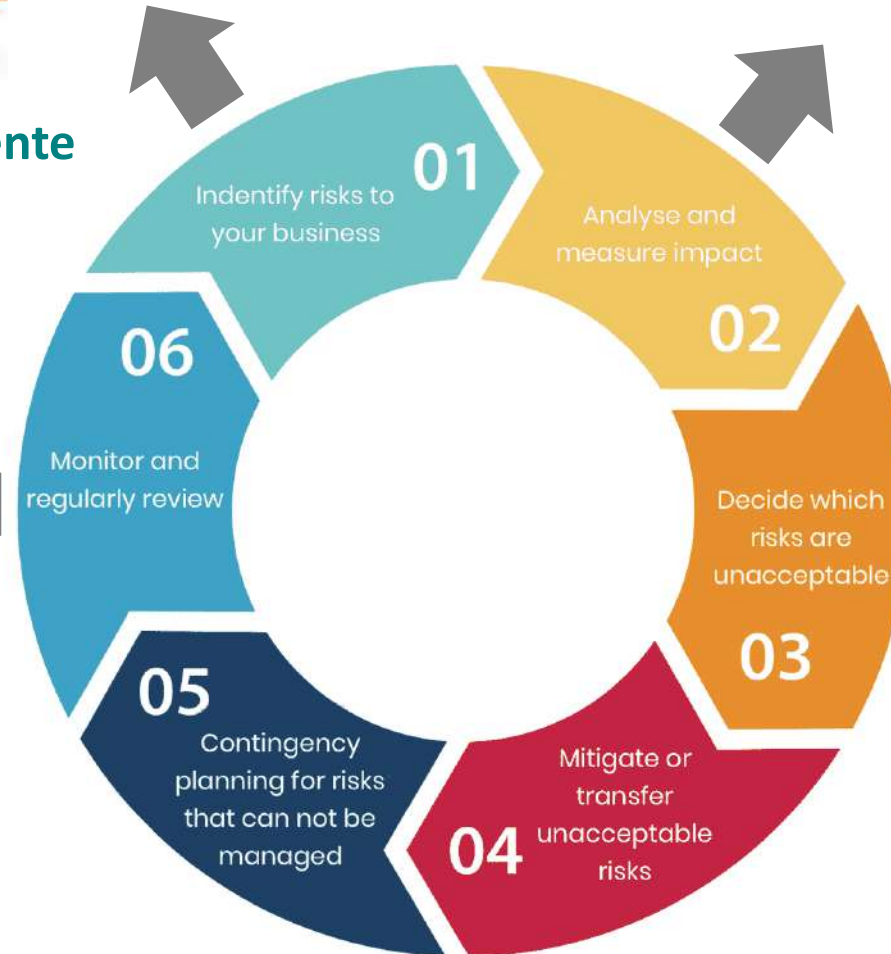 ente
01
Indentify risks to
your business
Analyse and
measure impact
02
Decide which
risks are
unacceptable
03
Mitigate or
transfer
unacceptable
risks
04
05
Contingency
planning for risks
that can not be
managed
06
Monitor and
regularly review